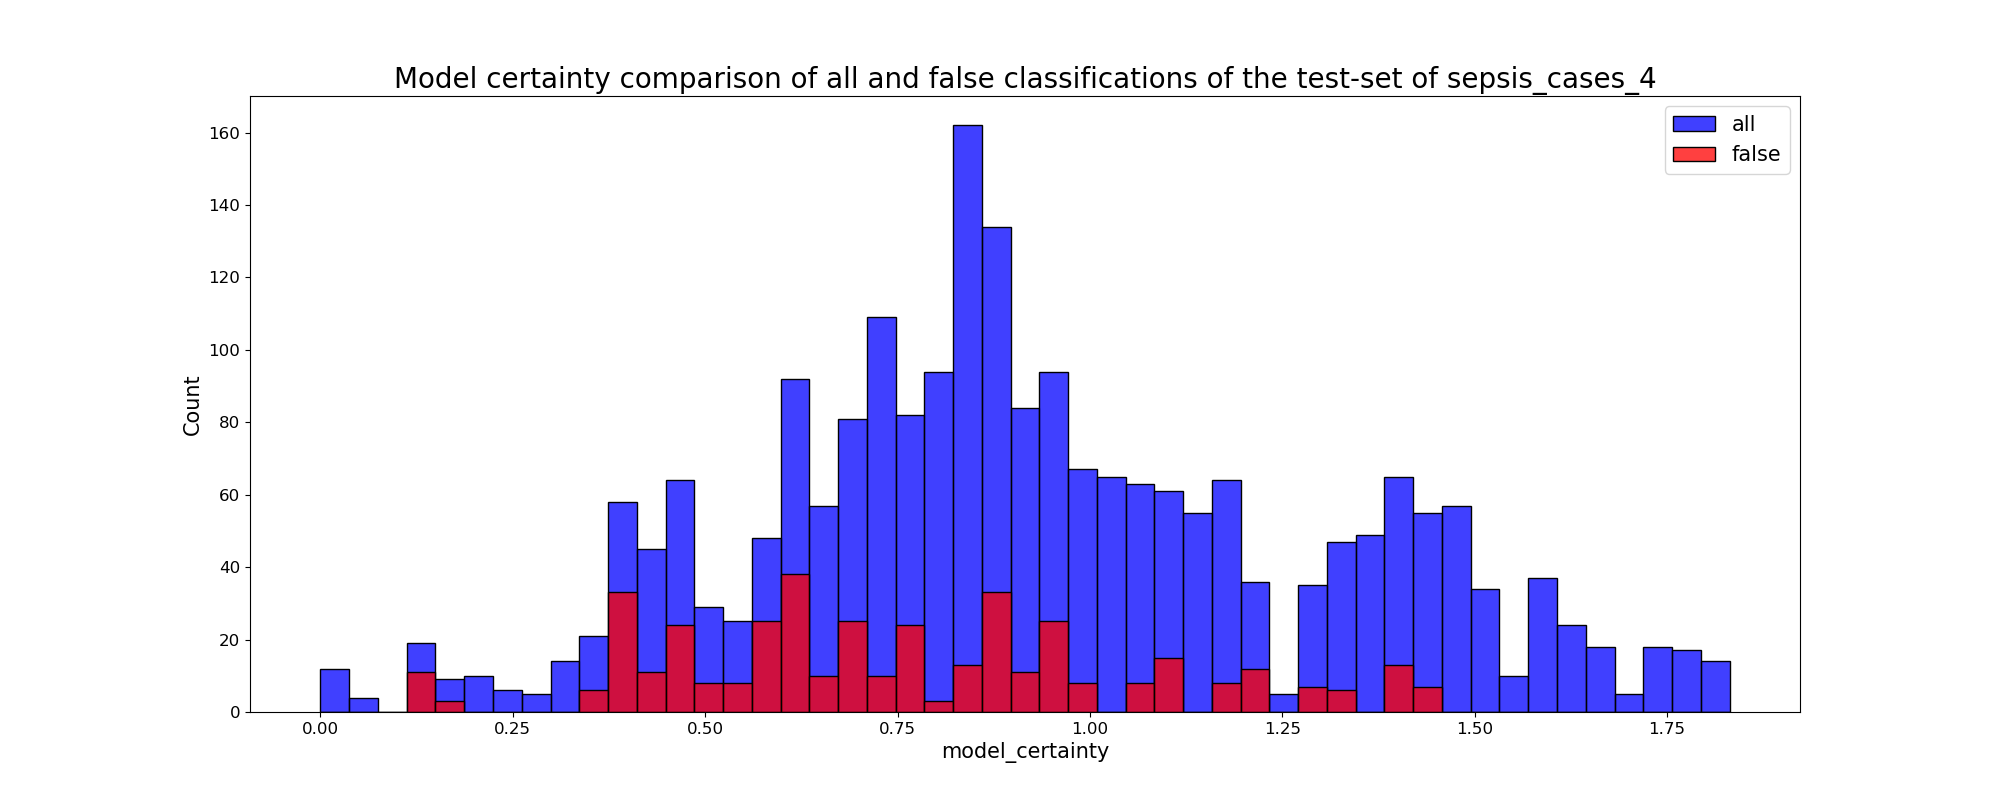 Model certainty comparison of all and false classifications of the test-set of sepsis_cases_4
all
false
160
140
120
100
80
60
40
20
0
Count
0.00 0.25 0.50 0.75 1.00 1.25 1.50 1.75
model_certainty